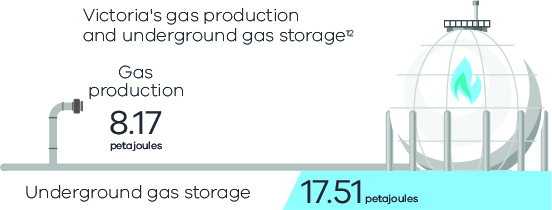 Victoria's gas production
and underground gas storage¹²
Gas
production
8.17
petajoules
Underground gas storage
17.51 petajoules